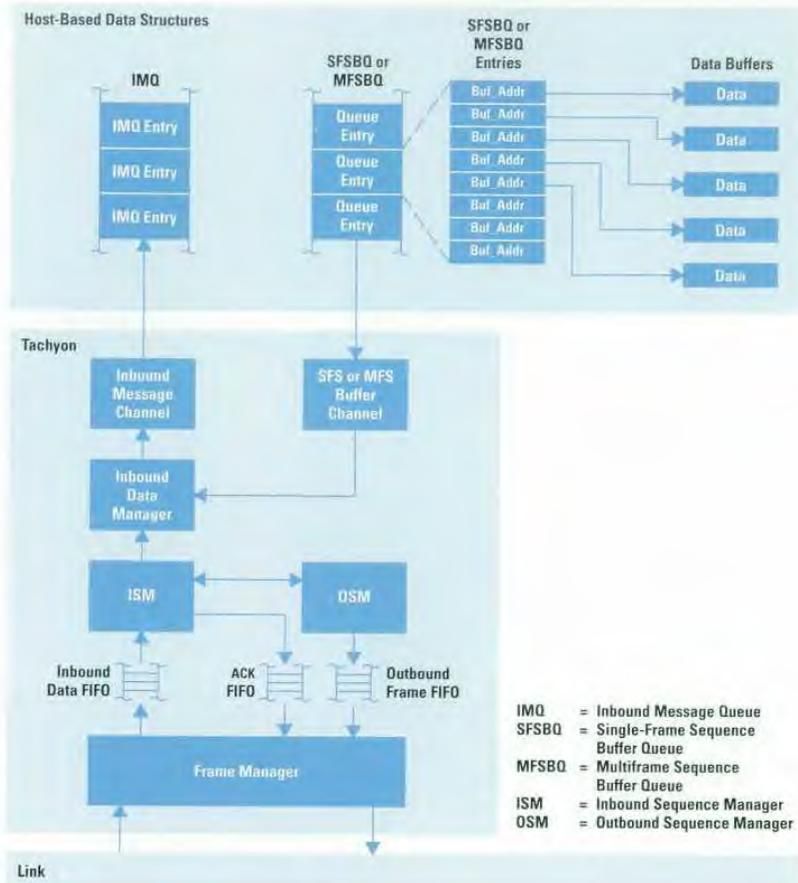 Host-Based Data Structures
IMQ
IMQ Entry
IMQ Entry
IMQ Entry
SFSBQ or
MFSBQ
Queue
Entry
Queue
Entry
Queue
Entry
SFSBQ or
MFSBQ
Entries
Buf_Addr
Buf_Addr
Buf_Addr
Buf_Addr
Buf_Addr
Buf_Addr
Buf_Addr
Buf_Addr
Data Buffers
Data
Data
Data
Data
Data
Tachyon
Inbound
Message
Channel
SFS or MFS
Buffer
Channel
Inbound
Data
Manager
ISM
OSM
Inbound
Data FIFO
ACK
FIFO
Outbound
Frame FIFO
Frame Manager
IMQ = Inbound Message Queue
SFSBQ = Single-Frame Sequence
Buffer Queue
MFSBQ = Multiframe Sequence
Buffer Queue
ISM = Inbound Sequence Manager
OSM = Outbound Sequence Manager
Link